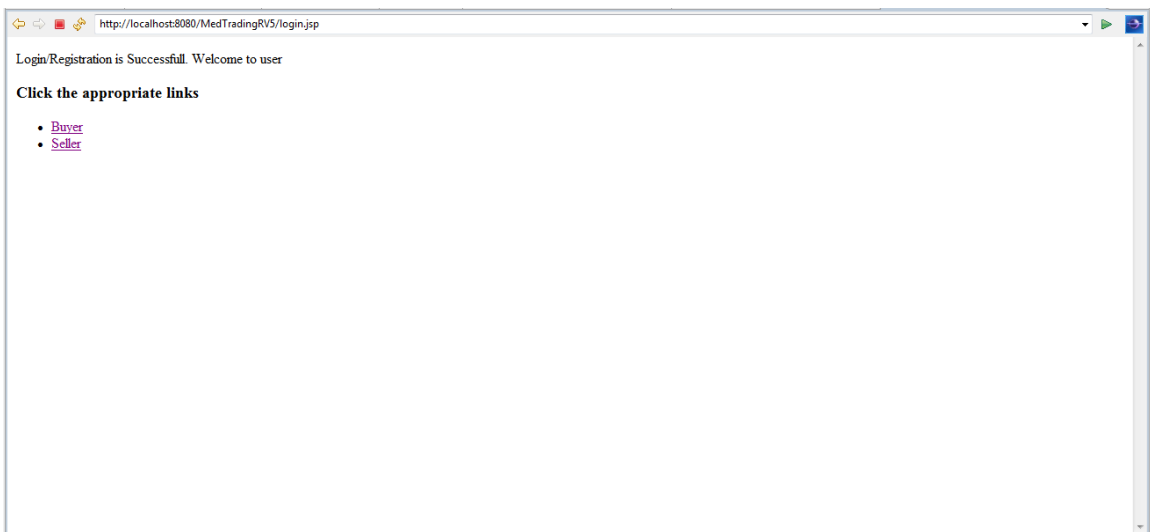 http://localhost:8080/MedTradingRV5/login.jsp
Login/Registration is Successfull. Welcome to user
Click the appropriate links
Buyer
Seller